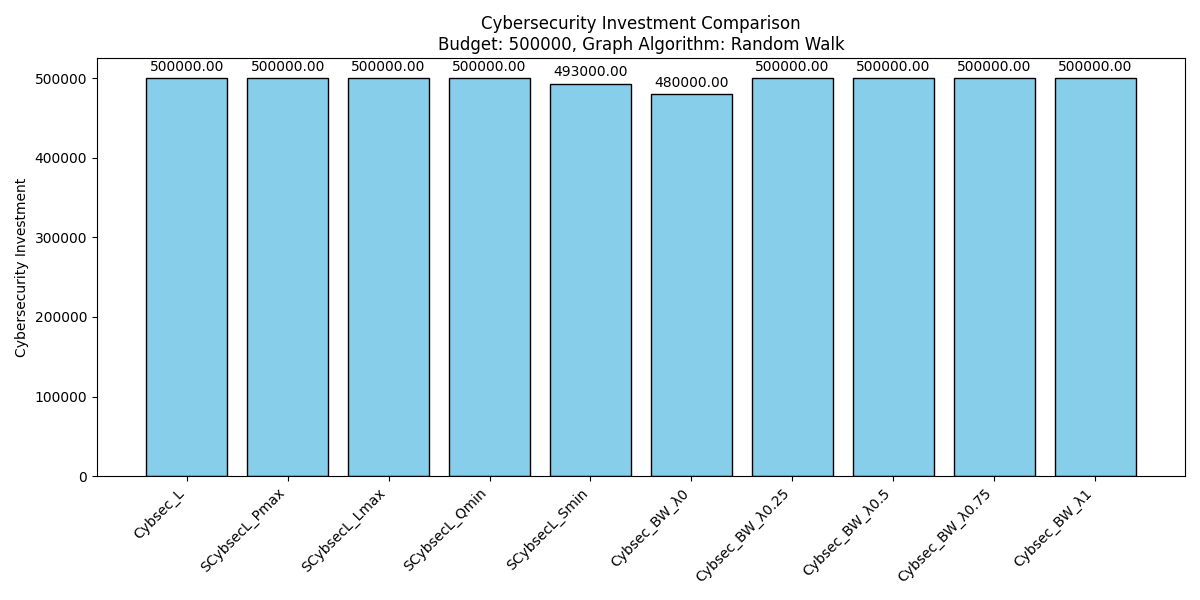 Cybersecurity Investment Comparison
Budget: 500000, Graph Algorithm: Random Walk
500000.00 500000.00 500000.00 500000.00 493000.00 480000.00 500000.00 500000.00 500000.00 500000.00
Cybersecurity Investment
500000
400000
300000
200000
100000
0
Cybsec_L
SCybsecL_Pmax
SCybsecL_Lmax
SCybsecL_Qmin
SCybsecL_Smin
Cybsec_BW_λ0
Cybsec_BW_λ0.25
Cybsec_BW_λ0.5
Cybsec_BW_λ0.75
Cybsec_BW_λ1